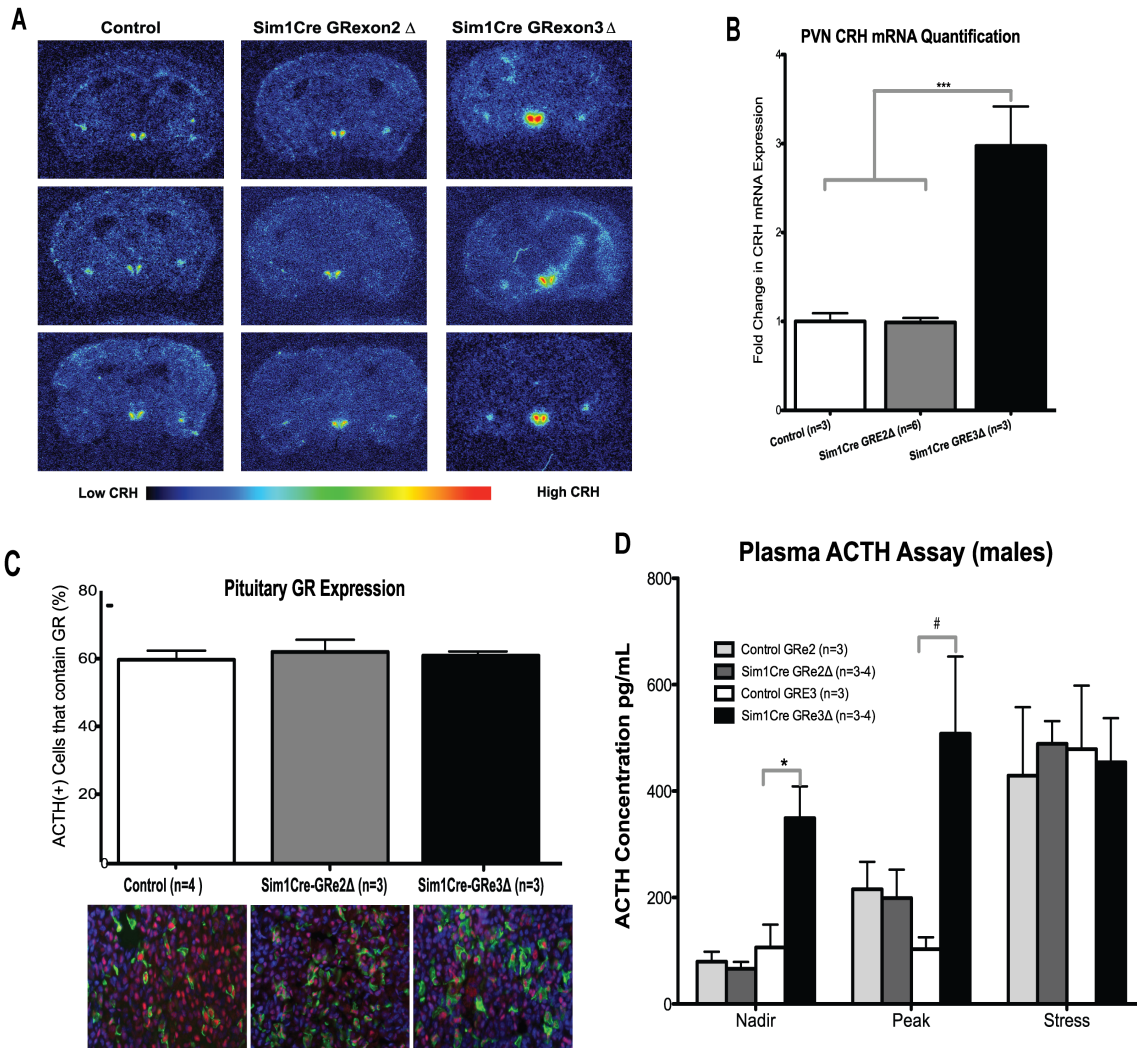 A
Control
Sim1Cre GRexon2 Δ
Sim1Cre GRexon3 Δ
Low CRH
High CRH
B
PVN CRH mRNA Quantification
Fold Change in CRH mRNA Expression
4
3
2
1
0
***
Control (n=3)
Sim1Cre GRE2Δ (n=6)
Sim1Cre GRE3Δ (n=3)
C
Pituitary GR Expression
ACTH(+) Cells that contain GR (%)
80
60
40
20
0
Control (n=4 )
Sim1Cre-GRe2Δ (n=3)
Sim1Cre-GRe3Δ (n=3)
D
Plasma ACTH Assay (males)
ACTH Concentration pg/mL
800
600
400
200
0
Control GRe2 (n=3)
Sim1Cre GRe2Δ (n=3-4)
Control GRE3 (n=3)
Sim1Cre GRe3Δ (n=3-4)
*
#
Nadir
Peak
Stress